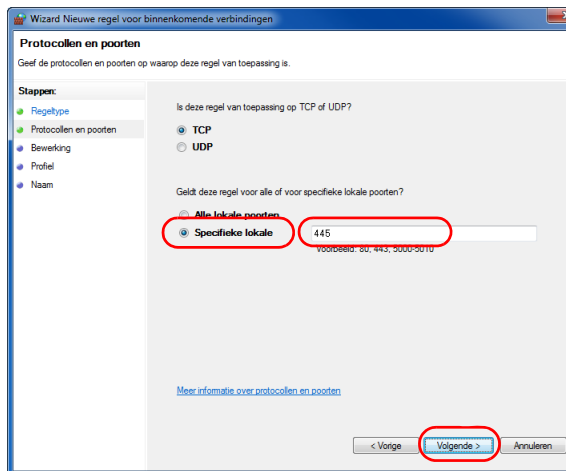 Wizard Nieuwe regel voor binnenkomende verbindingen
Protocollen en poorten
Geef de protocollen en poorten op waarop deze regel van toepassing is.
Stappen:
Regeltype
Protocollen en poorten
Bewerking
Profiel
Naam
Is deze regel van toepassing op TCP of UDP?
TCP
UDP
Geldt deze regel voor alle of voor specifieke lokale poorten?
Alle lokale poorten
Specifieke lokale
445
Voorbeeld: 80, 443, 5000-5010
Meer informatie over protocollen en poorten
< Vorige
Volgende >
Annuleren